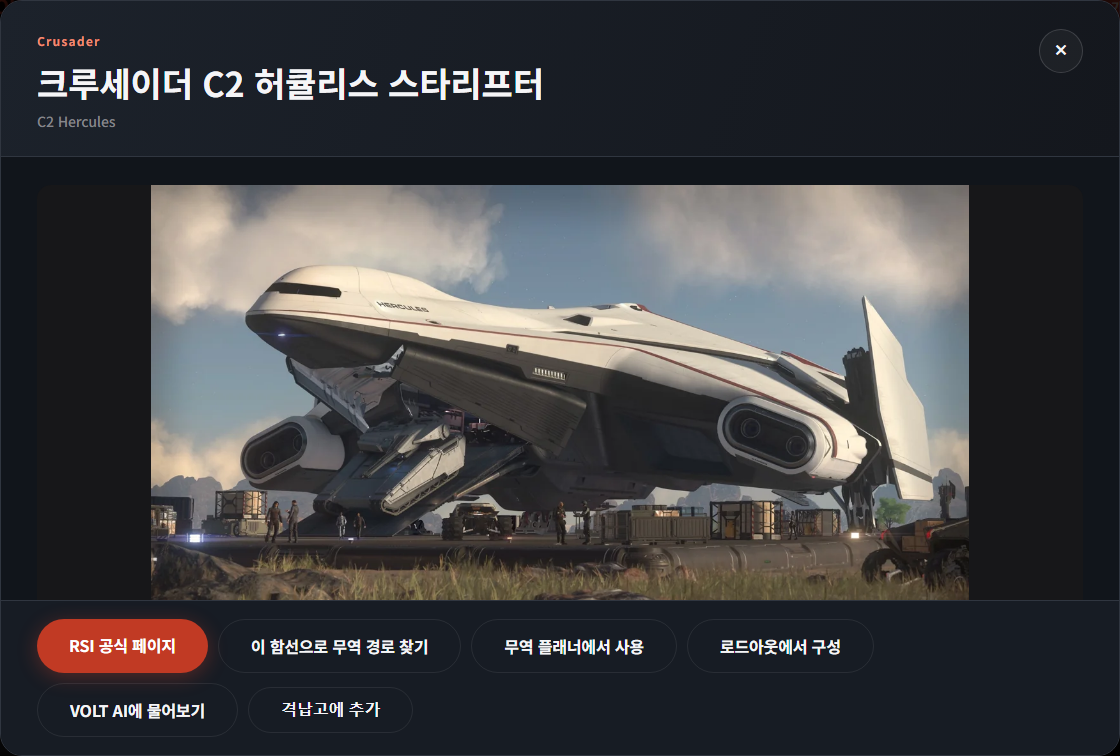 Crusader
크루세이더 C2 허큘리스 스타리프터
C2 Hercules
HERCULES
RSI 공식 페이지
이 함선으로 무역 경로 찾기
무역 플래너에서 사용
로드아웃에서 구성
VOLT AI에 물어보기
격납고에 추가